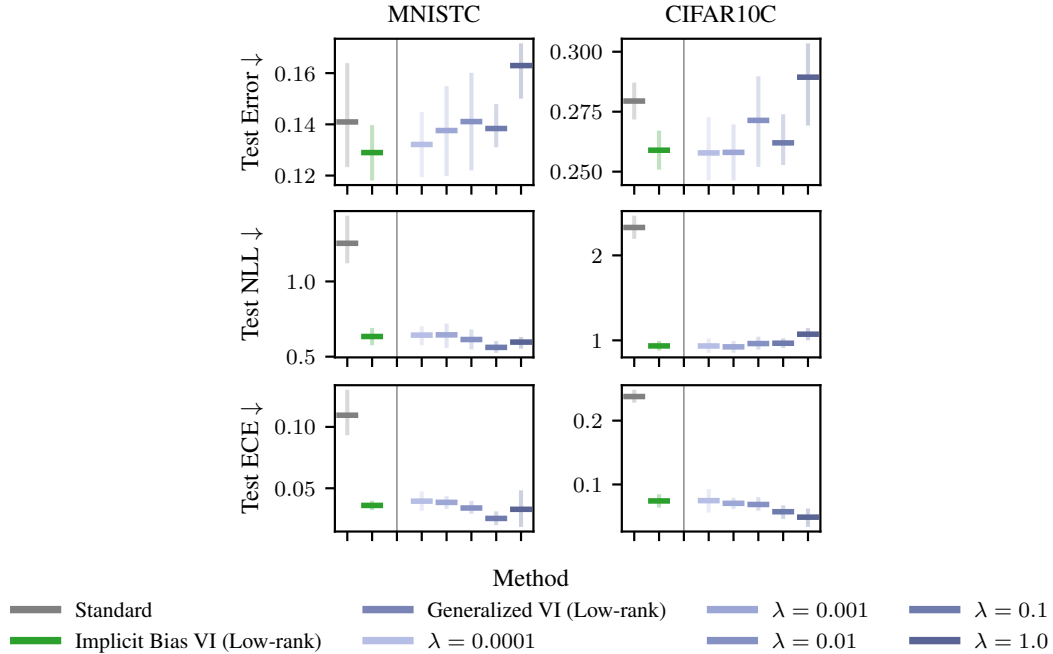 MNISTC CIFAR10C
Test Error ↓
0.16
0.14
0.12
0.300
0.275
0.250
Test NLL ↓
1.0
0.5
2
1
Test ECE ↓
0.10
0.05
0.2
0.1
Method
Standard Generalized VI (Low-rank) λ = 0.001 λ = 0.1
Implicit Bias VI (Low-rank) λ = 0.0001 λ = 0.01 λ = 1.0